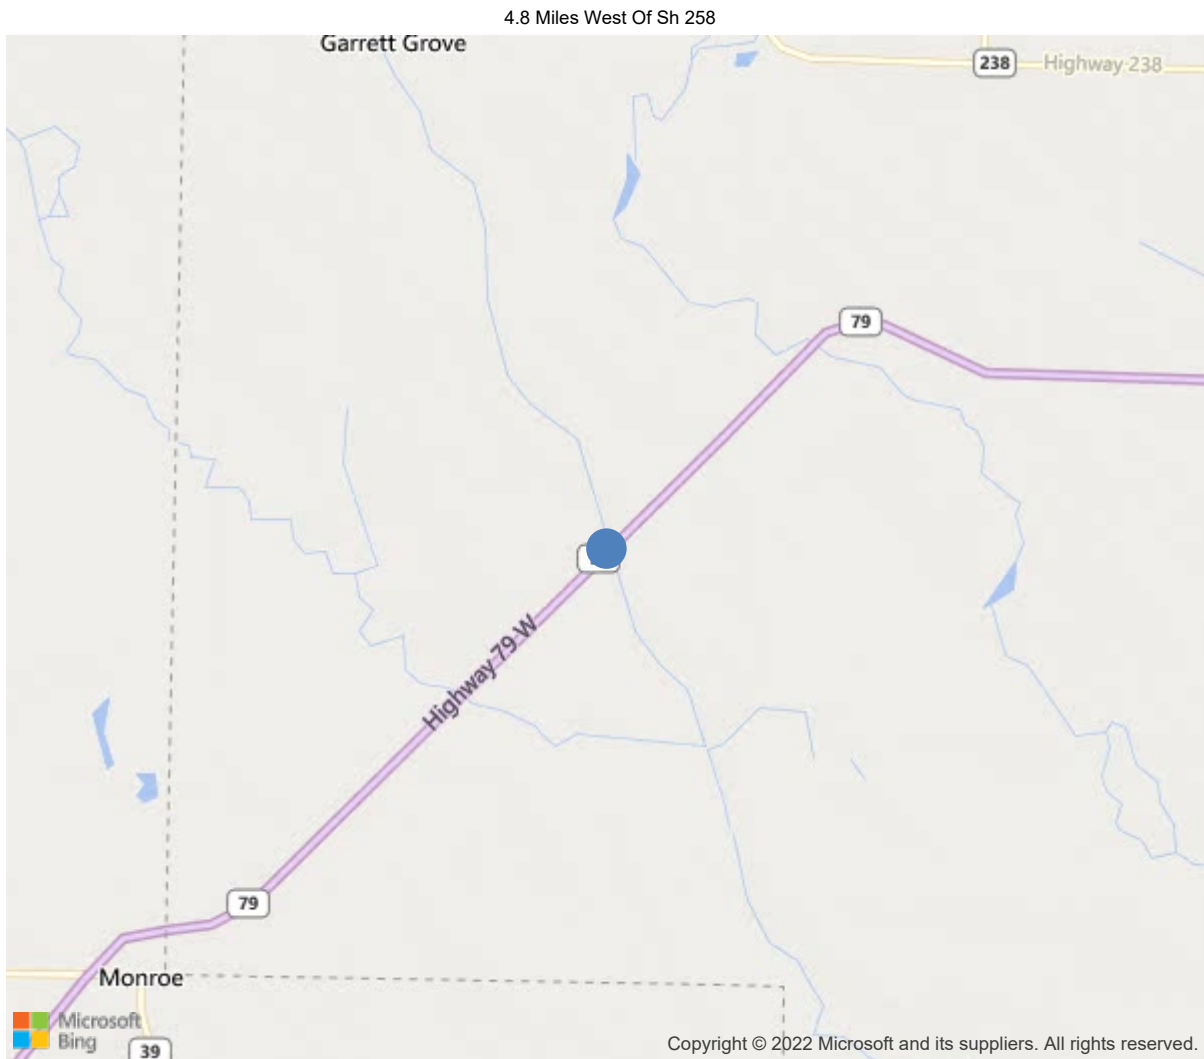 4.8 Miles West Of Sh 258
Garrett Grove
238
Highway 238
79
Highway 79 W
79
Monroe
Microsoft
Bing
39
Copyright © 2022 Microsoft and its suppliers. All rights reserved.